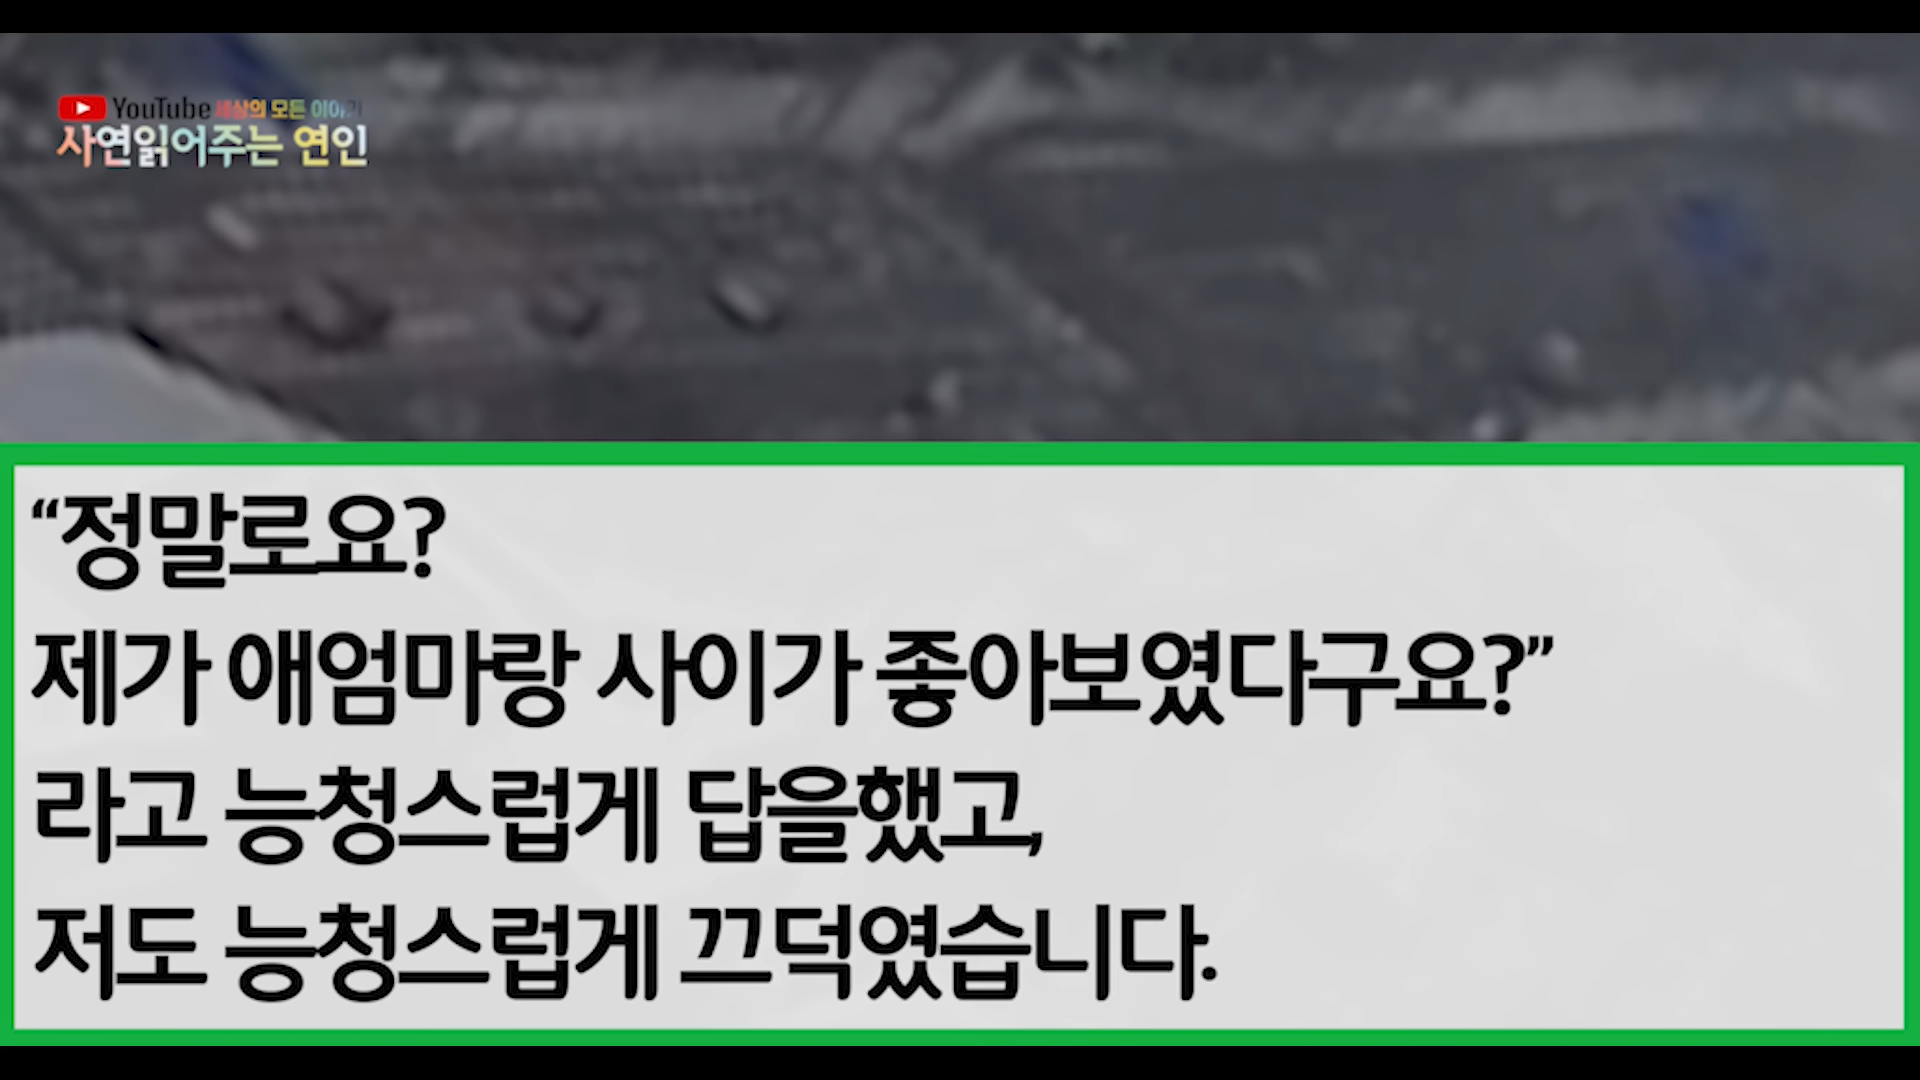 YouTube 세상의 모든 이야기
사연읽어주는 연인
“정말로요?
제가 애엄마랑 사이가 좋아보였다구요?”
라고 능청스럽게 답을했고,
저도 능청스럽게 끄덕였습니다.